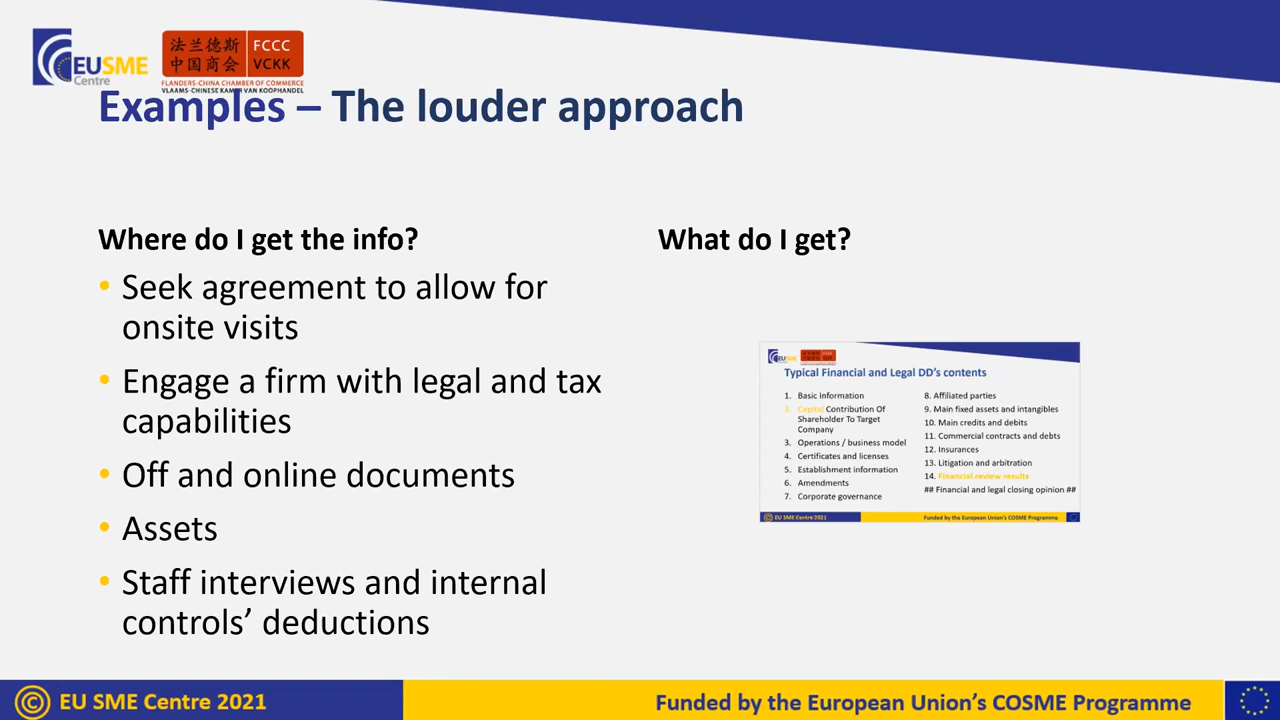 EUSME
Centre
法兰德斯
中国商会
FCCC
VCKK
FLANDERS-CHINA CHAMBER OF COMMERCE
VLAAMS-CHINESE KAMER VAN KOOPHANDEL
Examples – The louder approach
Where do I get the info?
• Seek agreement to allow for
onsite visits
• Engage a firm with legal and tax
capabilities
• Off and online documents
• Assets
• Staff interviews and internal
controls’ deductions
What do I get?
EUSME
Typical Financial and Legal DD's contents
1. Basic Information
2. Capital Contribution Of
Shareholder To Target
Company
3. Operations / business model
4. Certificates and licenses
5. Establishment information
6. Amendments
7. Corporate governance
8. Affiliated parties
9. Main fixed assets and intangibles
10. Main credits and debits
11. Commercial contracts and debts
12. Insurances
13. Litigation and arbitration
14. Financial review results
## Financial and legal closing opinion ##
© EU SME Centre 2021
Funded by the European Union's COSME Programme
© EU SME Centre 2021
Funded by the European Union’s COSME Programme